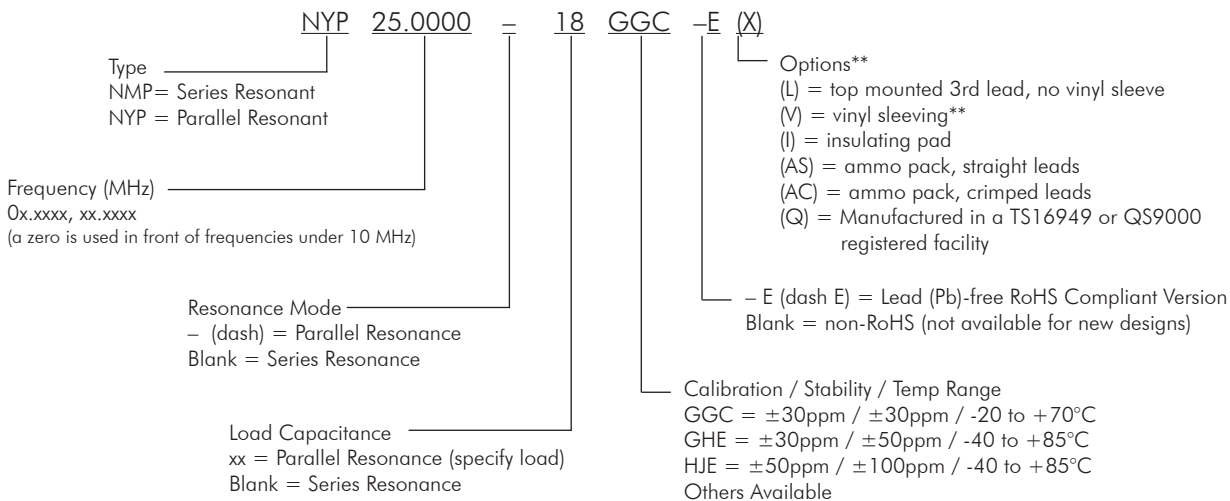 NYP 25.0000 – 18 GGC –E (X)
Type
NMP= Series Resonant
NYP = Parallel Resonant
Frequency (MHz)
0x.xxxx, xx.xxxx
(a zero is used in front of frequencies under 10 MHz)
Resonance Mode
– (dash) = Parallel Resonance
Blank = Series Resonance
Load Capacitance
xx = Parallel Resonance (specify load)
Blank = Series Resonance
Options**
(L) = top mounted 3rd lead, no vinyl sleeve
(V) = vinyl sleeving**
(I) = insulating pad
(AS) = ammo pack, straight leads
(AC) = ammo pack, crimped leads
(Q) = Manufactured in a TS16949 or QS9000
registered facility
– E (dash E) = Lead (Pb)-free RoHS Compliant Version
Blank = non-RoHS (not available for new designs)
Calibration / Stability / Temp Range
GGC = ±30ppm / ±30ppm / -20 to +70°C
GHE = ±30ppm / ±50ppm / -40 to +85°C
HJE = ±50ppm / ±100ppm / -40 to +85°C
Others Available